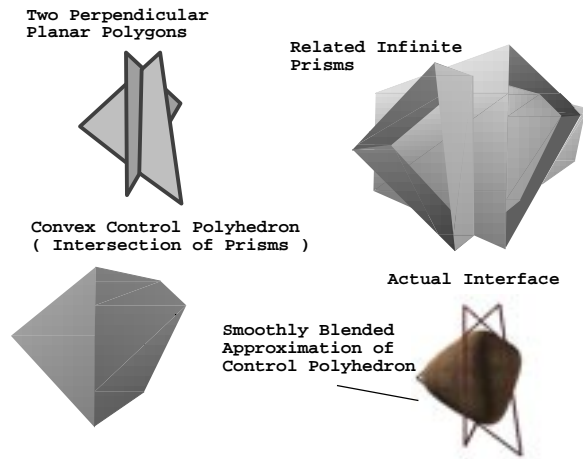 Two Perpendicular
Planar Polygons
Related Infinite
Prisms
Convex Control Polyhedron
( Intersection of Prisms )
Actual Interface
Smoothly Blended
Approximation of
Control Polyhedron